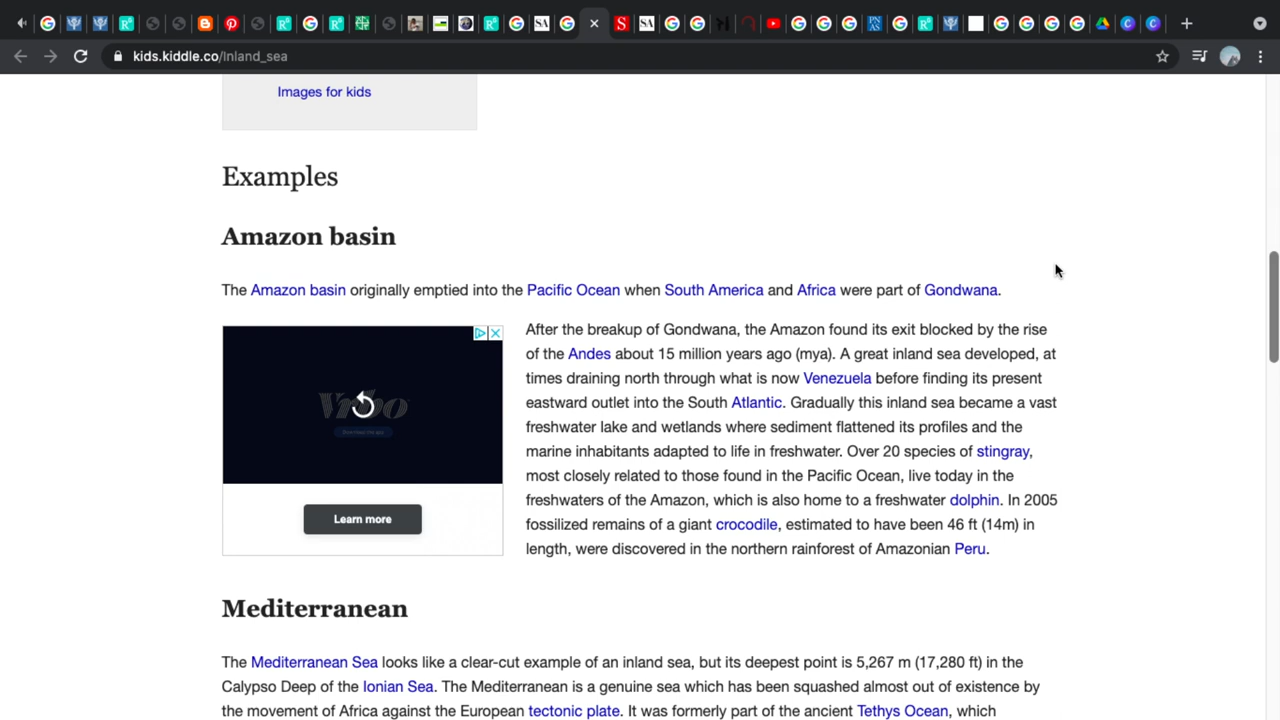 kids.kiddle.co/Inland_sea
Images for kids
Examples
Amazon basin
The Amazon basin originally emptied into the Pacific Ocean when South America and Africa were part of Gondwana.
After the breakup of Gondwana, the Amazon found its exit blocked by the rise
of the Andes about 15 million years ago (mya). A great inland sea developed, at
times draining north through what is now Venezuela before finding its present
eastward outlet into the South Atlantic. Gradually this inland sea became a vast
freshwater lake and wetlands where sediment flattened its profiles and the
marine inhabitants adapted to life in freshwater. Over 20 species of stingray,
most closely related to those found in the Pacific Ocean, live today in the
freshwaters of the Amazon, which is also home to a freshwater dolphin. In 2005
fossilized remains of a giant crocodile, estimated to have been 46 ft (14m) in
length, were discovered in the northern rainforest of Amazonian Peru.
Vrbo
Learn more
Mediterranean
The Mediterranean Sea looks like a clear-cut example of an inland sea, but its deepest point is 5,267 m (17,280 ft) in the
Calypso Deep of the Ionian Sea. The Mediterranean is a genuine sea which has been squashed almost out of existence by
the movement of Africa against the European tectonic plate. It was formerly part of the ancient Tethys Ocean, which